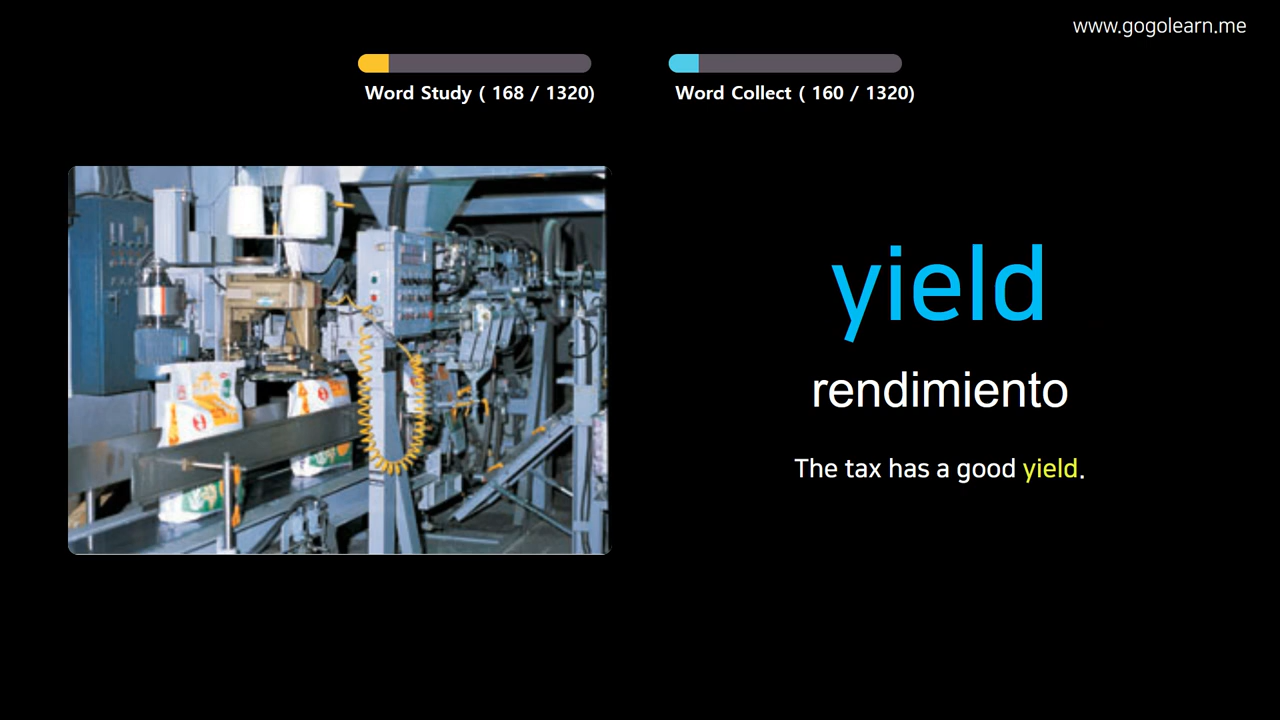 www.gogolearn.me
Word Study ( 168 / 1320)
Word Collect ( 160 / 1320)
yield
rendimiento
The tax has a good yield.